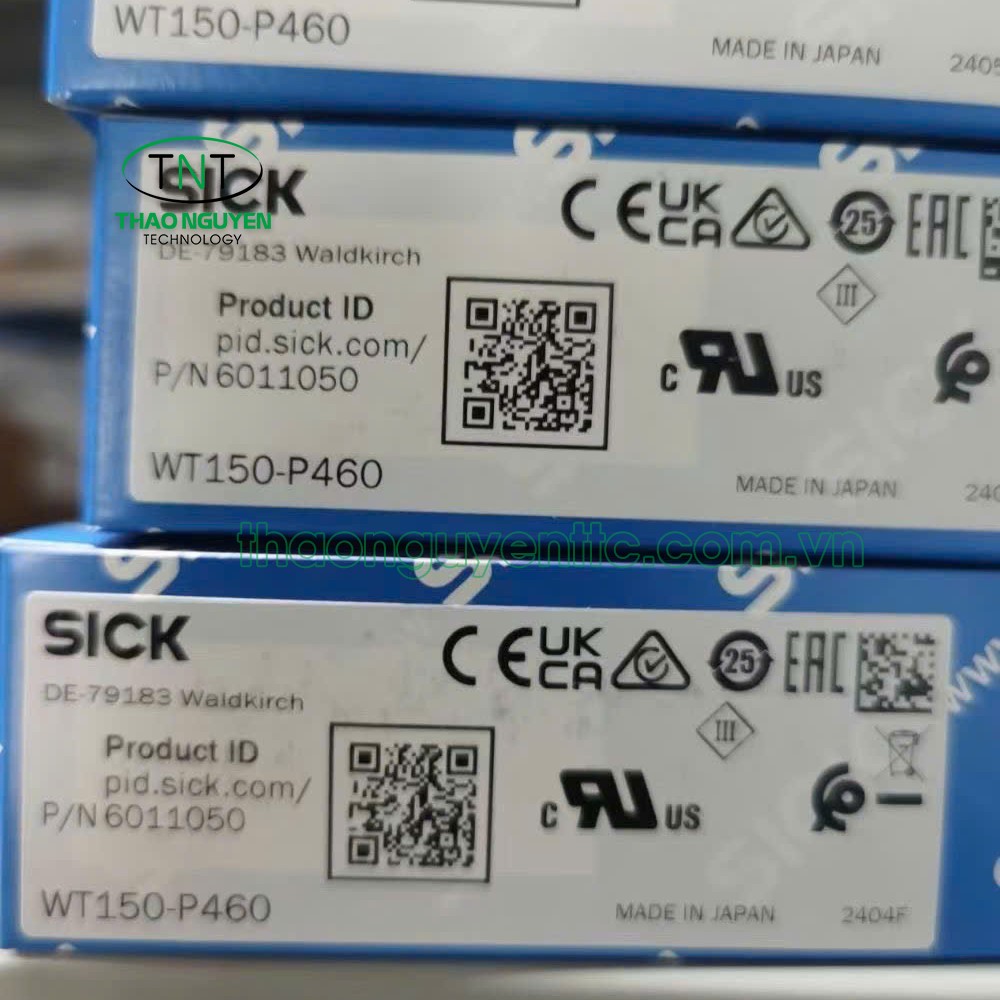 WT150-P460
MADE IN JAPAN
2405
TNT
THAO NGUYEN
TECHNOLOGY
SICK
DE-79183 Waldkirch
Product ID
pid.sick.com/
P/N 6011050
WT150-P460
CE UK CA 25 EAC
III
C RU US
MADE IN JAPAN
240
thaonguyenttc.com.vn
SICK
DE-79183 Waldkirch
Product ID
pid.sick.com/
P/N 6011050
WT150-P460
CE UK CA 25 EAC
III
C RU US
MADE IN JAPAN
2404F